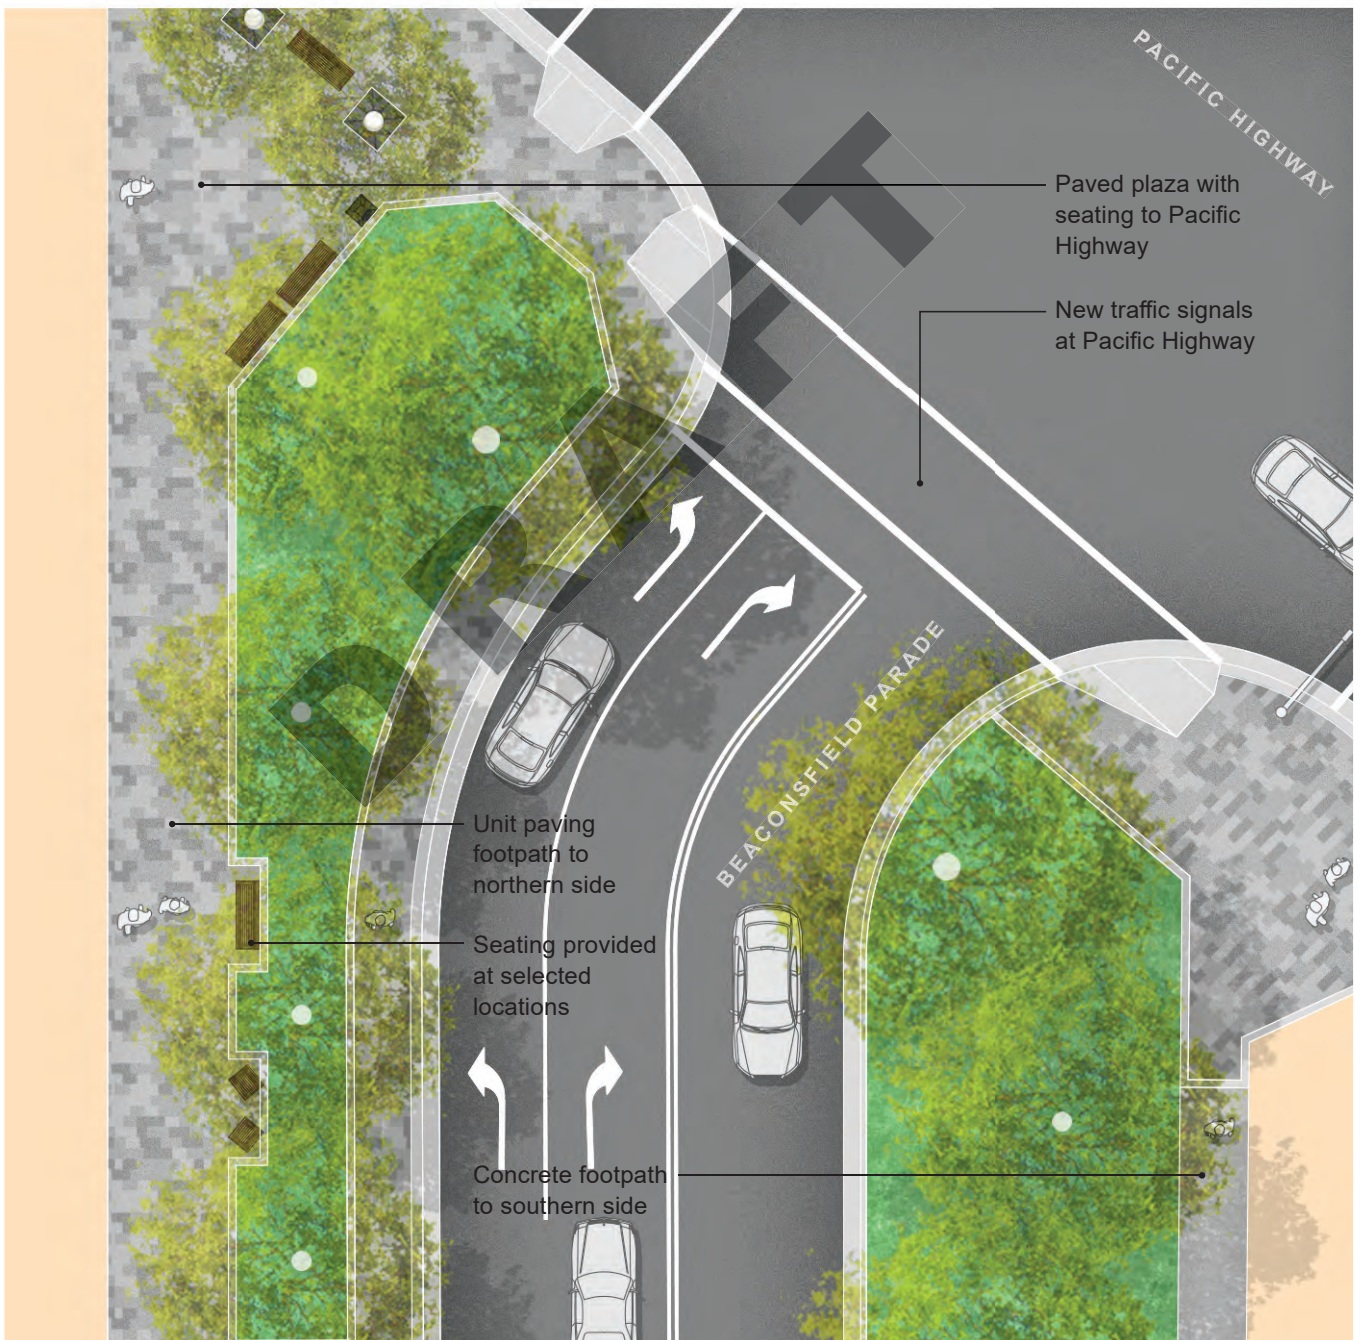 PACIFIC HIGHWAY
Paved plaza with
seating to Pacific
Highway
New traffic signals
at Pacific Highway
DRAFT
BEACONSFIELD PARADE
Unit paving
footpath to
northern side
Seating provided
at selected
locations
Concrete footpath
to southern side